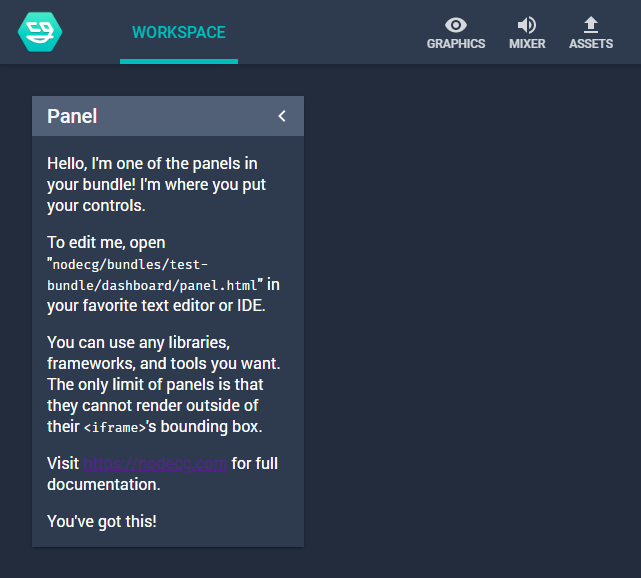 cg
WORKSPACE
GRAPHICS
MIXER
ASSETS
Panel
Hello, I'm one of the panels in
your bundle! I'm where you put
your controls.
To edit me, open
"nodecg/bundles/test-
bundle/dashboard/panel.html" in
your favorite text editor or IDE.
You can use any libraries,
frameworks, and tools you want.
The only limit of panels is that
they cannot render outside of
their <iframe>'s bounding box.
Visit https://nodecg.com for full
documentation.
You've got this!